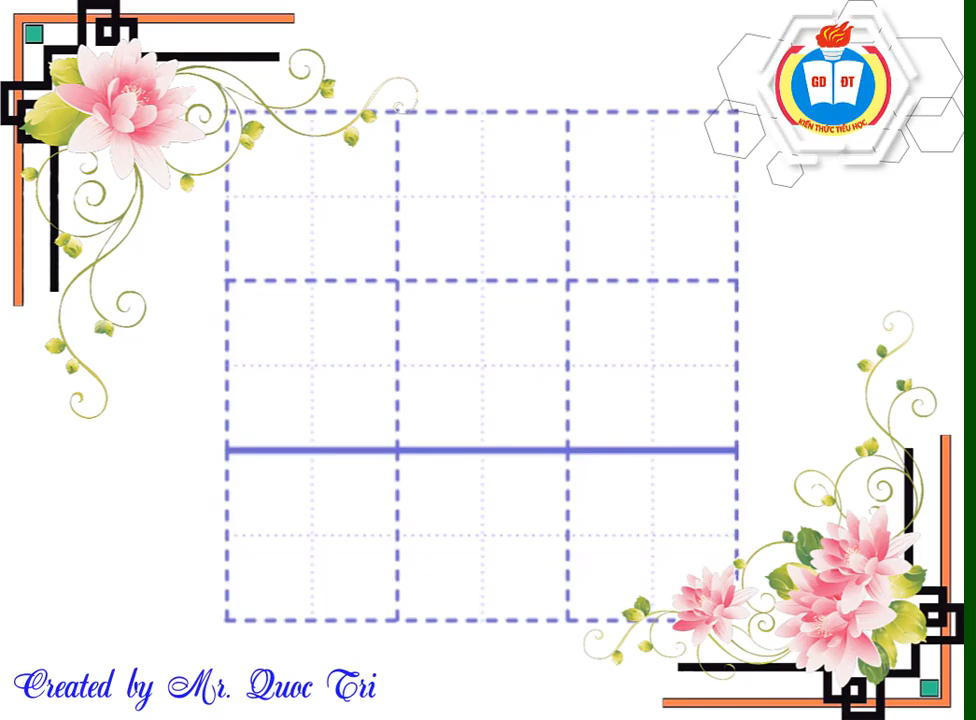 GD ĐT
KIẾN THỨC TIỂU HỌC
Created by Mr. Quoc Tri